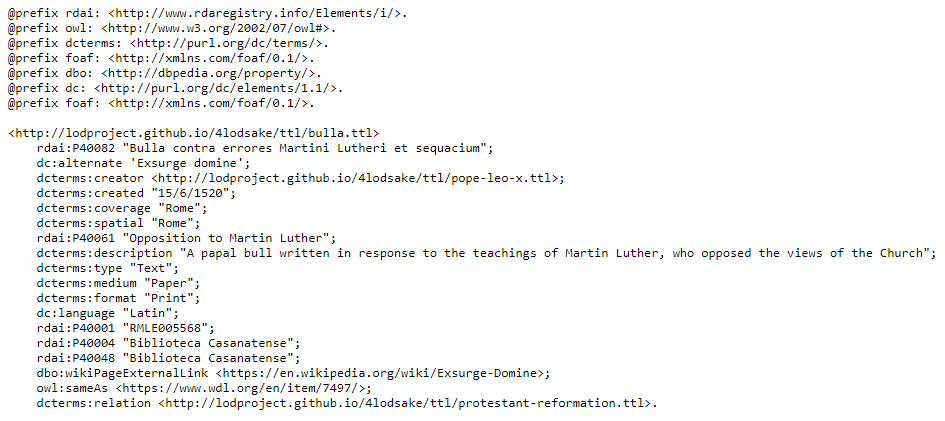 @prefix rdai: <http://www.rdaregistry.info/Elements/i/>.
@prefix owl: <http://www.w3.org/2002/07/owl#>.
@prefix dcterms: <http://purl.org/dc/terms/>.
@prefix foaf: <http://xmlns.com/foaf/0.1/>.
@prefix dbo: <http://dbpedia.org/property/>.
@prefix dc: <http://purl.org/dc/elements/1.1/>.
@prefix foaf: <http://xmlns.com/foaf/0.1/>.

<http://lodproject.github.io/4lodsake/ttl/bulla.ttl>
    rdai:P40082 "Bulla contra errores Martini Lutheri et sequacium";
    dc:alternate 'Exsurge domine';
    dcterms:creator <http://lodproject.github.io/4lodsake/ttl/pope-leo-x.ttl>;
    dcterms:created "15/6/1520";
    dcterms:coverage "Rome";
    dcterms:spatial "Rome";
    rdai:P40061 "Opposition to Martin Luther";
    dcterms:description "A papal bull written in response to the teachings of Martin Luther, who opposed the views of the Church";
    dcterms:type "Text";
    dcterms:medium "Paper";
    dcterms:format "Print";
    dc:language "Latin";
    rdai:P40001 "RMLE005568";
    rdai:P40004 "Biblioteca Casanatense";
    rdai:P40048 "Biblioteca Casanatense";
    dbo:wikiPageExternalLink <https://en.wikipedia.org/wiki/Exsurge-Domine>;
    owl:sameAs <https://www.wdl.org/en/item/7497/>;
    dcterms:relation <http://lodproject.github.io/4lodsake/ttl/protestant-reformation.ttl>.